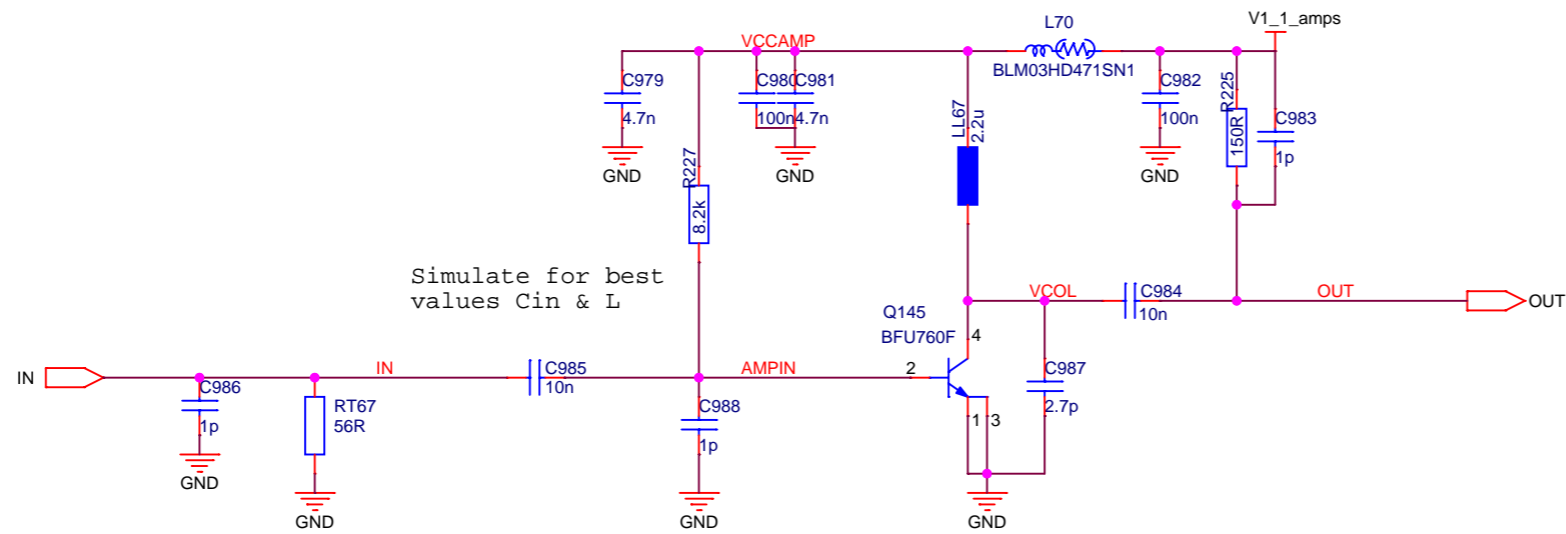 V1_1_amps
L70
VCCAMP
BLM03HD471SN1
C979
4.7n
C980
100n
C981
4.7n
LL67
2.2u
C982
100n
R225
150R
C983
1p
GND
GND
GND
R227
8.2k
Simulate for best
values Cin & L
VCOL
C984
10n
OUT
OUT
Q145
BFU760F
4
2
1
3
C987
2.7p
IN
IN
C985
10n
AMPIN
C986
1p
RT67
56R
C988
1p
GND
GND
GND
GND